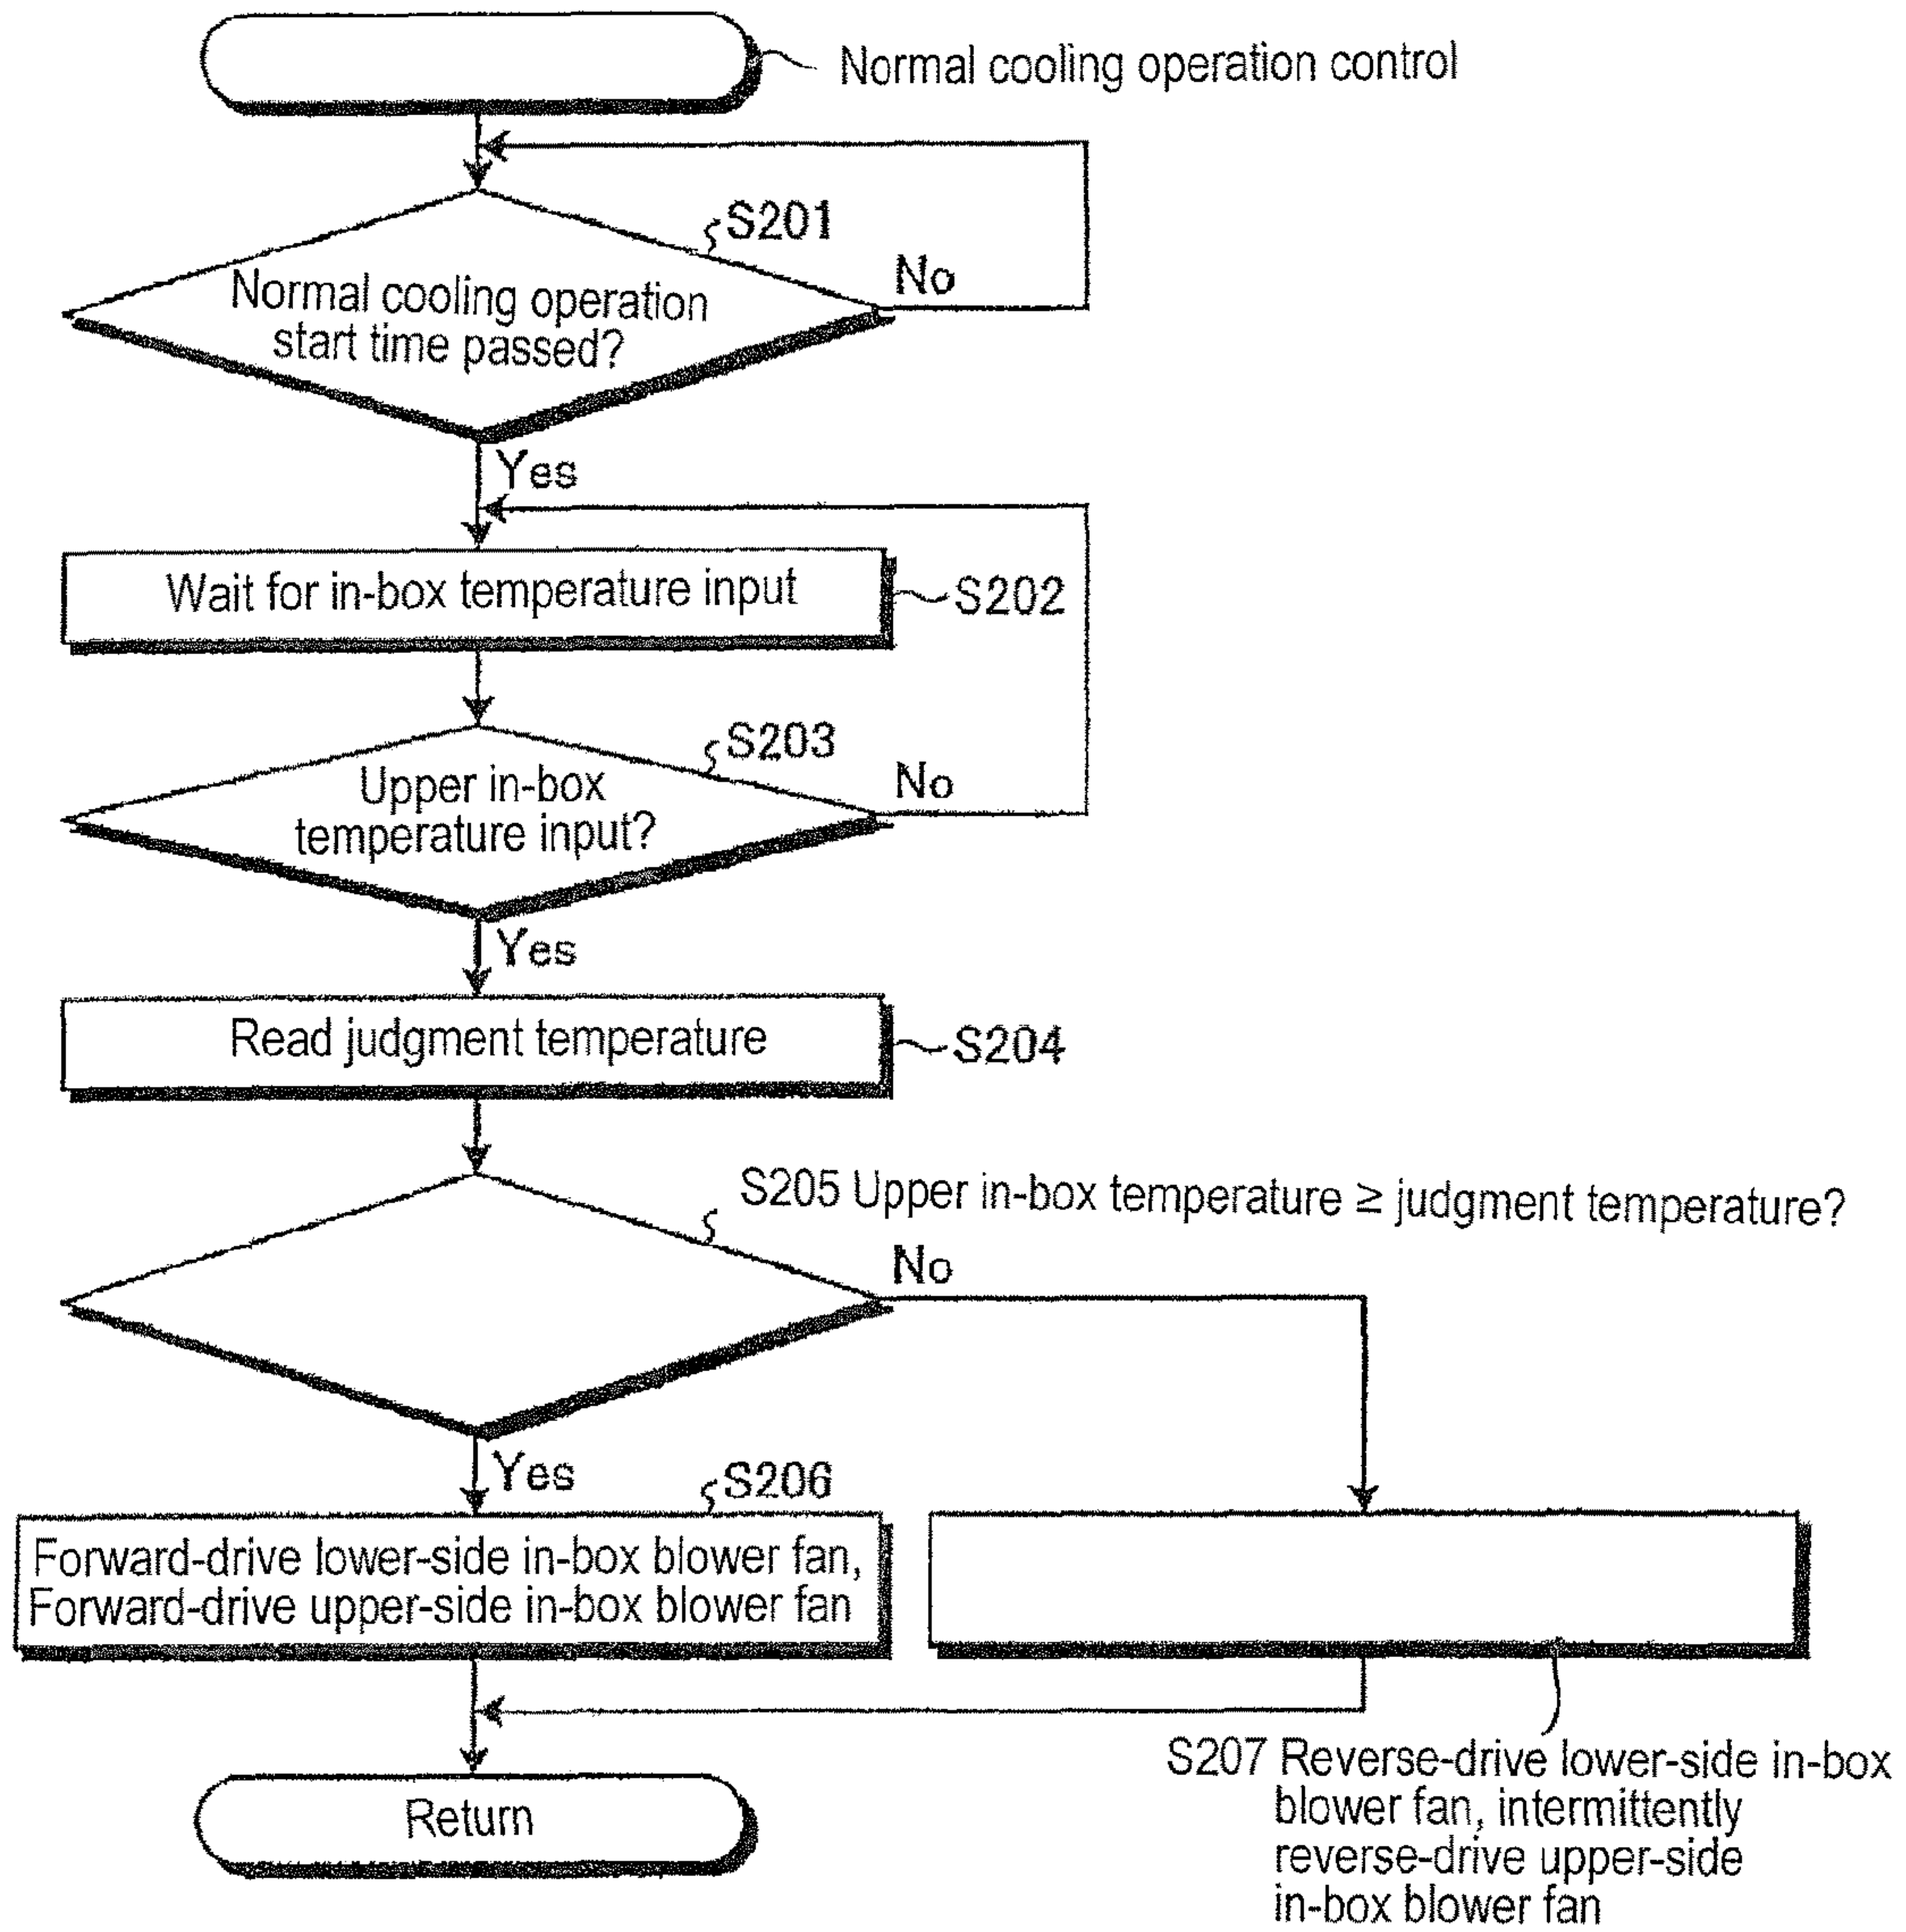 Normal cooling operation control
S201
No
Normal cooling operation
start time passed?
Yes
Wait for in-box temperature input
S202
S203
No
Upper in-box
temperature input?
Yes
Read judgment temperature
S204
S205 Upper in-box temperature ≥ judgment temperature?
No
Yes
S206
Forward-drive lower-side in-box blower fan,
Forward-drive upper-side in-box blower fan
S207 Reverse-drive lower-side in-box
blower fan, intermittently
reverse-drive upper-side
in-box blower fan
Return